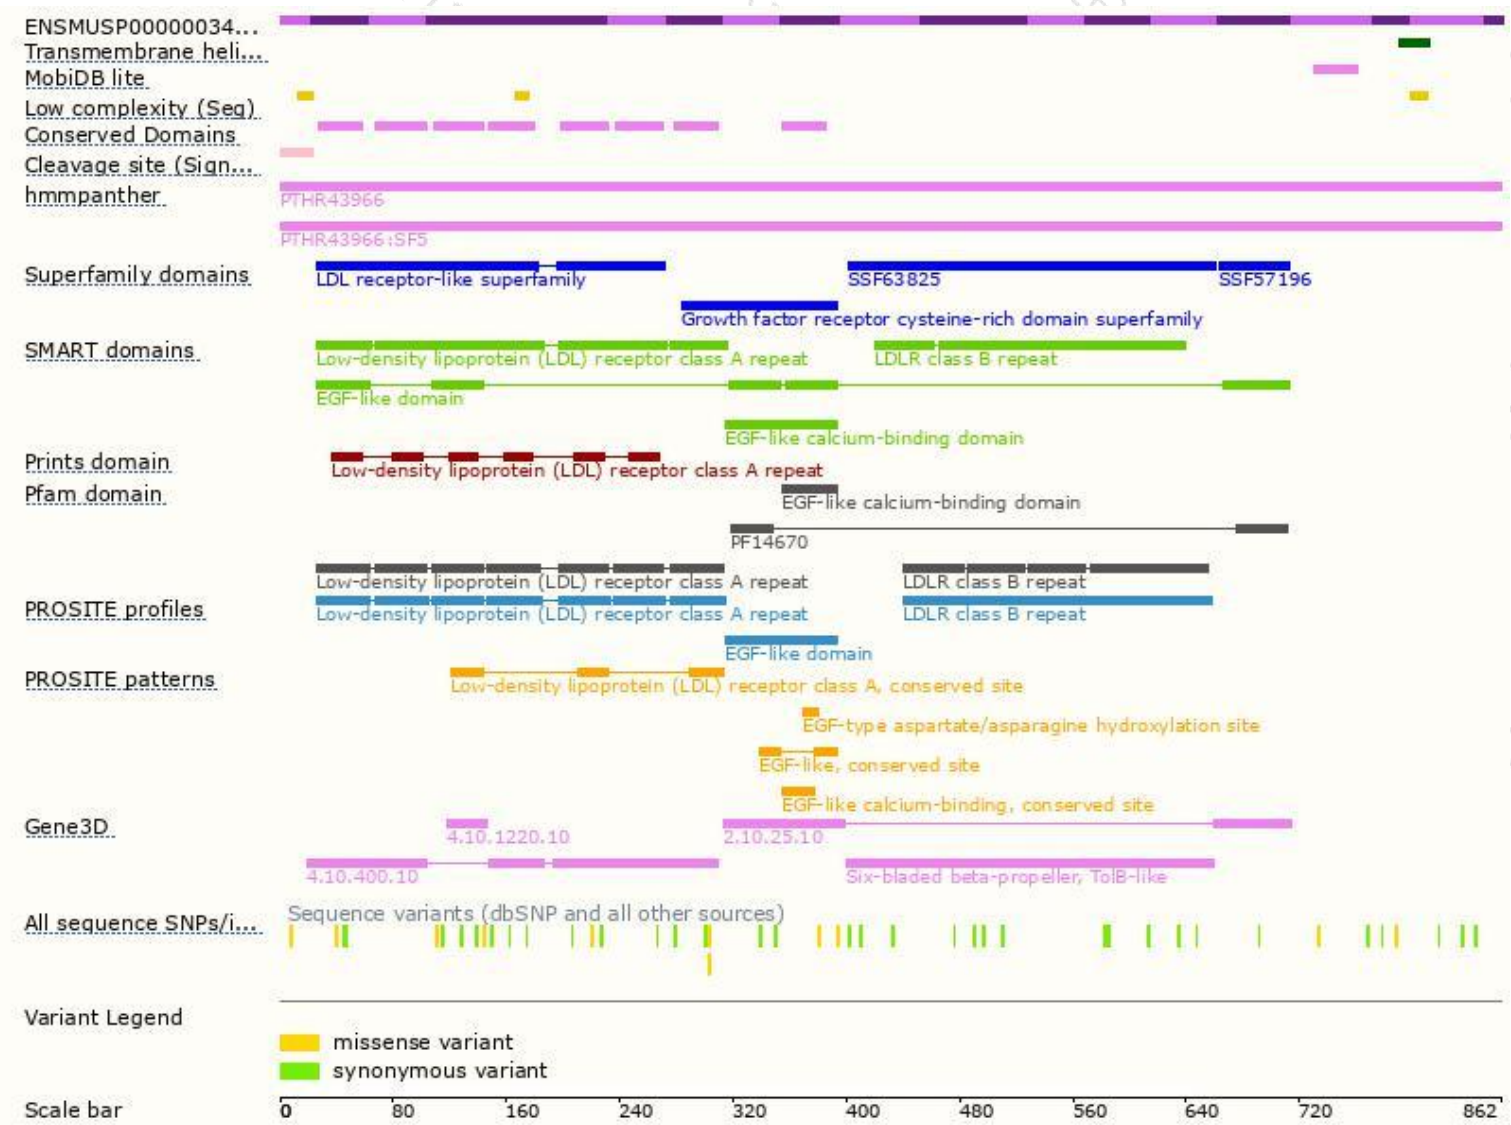 ENSMUSP00000034...
Transmembrane heli...
MobiDB lite
Low complexity (Seg)
Conserved Domains
Cleavage site (Sign...
hmmpanther
PTHR43966
PTHR43966:SF5
Superfamily domains
LDL receptor-like superfamily
SSF63825
SSF57196
Growth factor receptor cysteine-rich domain superfamily
SMART domains
Low-density lipoprotein (LDL) receptor class A repeat
LDLR class B repeat
EGF-like domain
EGF-like calcium-binding domain
Prints domain
Low-density lipoprotein (LDL) receptor class A repeat
Pfam domain
EGF-like calcium-binding domain
PF14670
Low-density lipoprotein (LDL) receptor class A repeat
LDLR class B repeat
PROSITE profiles
Low-density lipoprotein (LDL) receptor class A repeat
LDLR class B repeat
EGF-like domain
PROSITE patterns
Low-density lipoprotein (LDL) receptor class A, conserved site
EGF-type aspartate/asparagine hydroxylation site
EGF-like, conserved site
EGF-like calcium-binding, conserved site
Gene3D
4.10.1220.10
2.10.25.10
4.10.400.10
Six-bladed beta-propeller, TolB-like
All sequence SNPs/i...
Sequence variants (dbSNP and all other sources)
Variant Legend
missense variant
synonymous variant
Scale bar
0 80 160 240 320 400 480 560 640 720 862